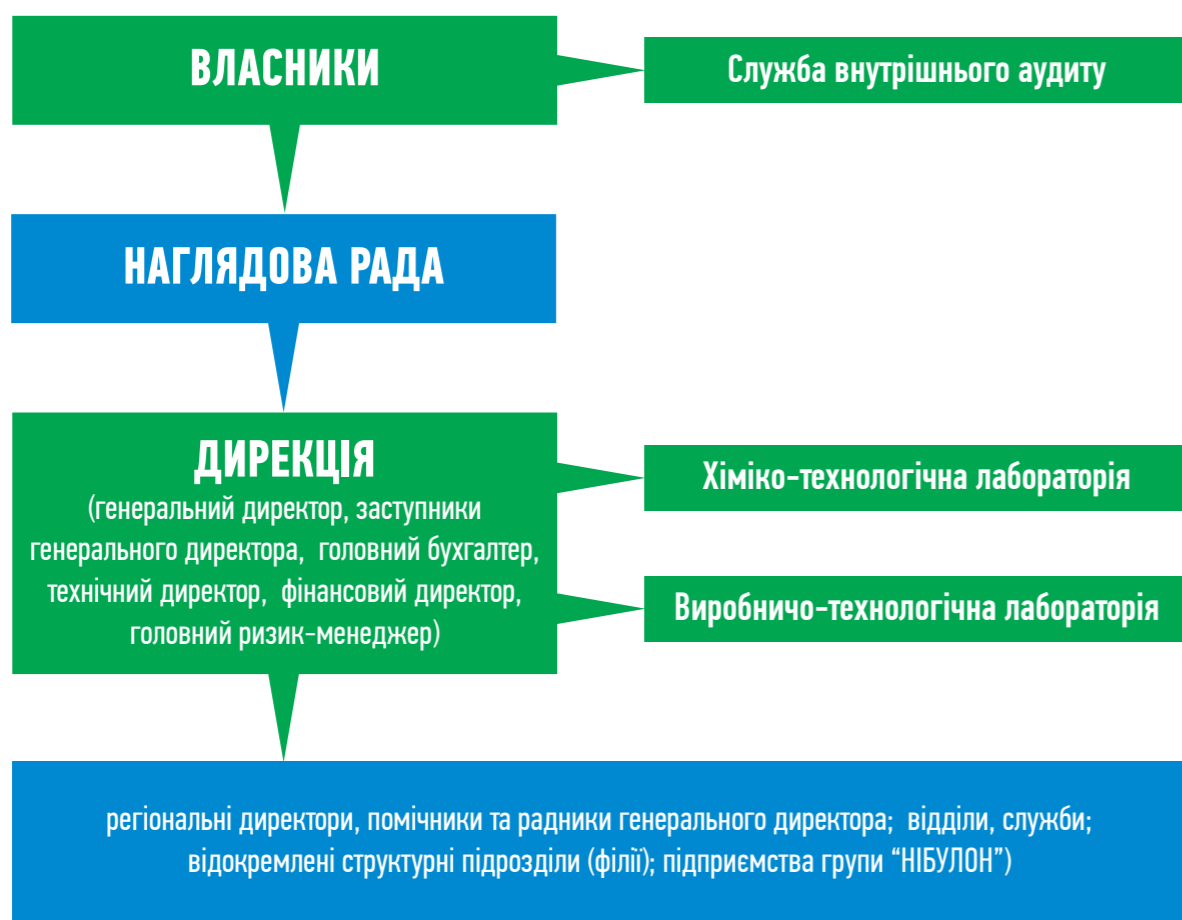 ВЛАСНИКИ
Служба внутрішнього аудиту
НАГЛЯДОВА РАДА
ДИРЕКЦІЯ
(генеральний директор, заступники
генерального директора, головний бухгалтер,
технічний директор, фінансовий директор,
головний ризик-менеджер)
Хіміко-технологічна лабораторія
Виробничо-технологічна лабораторія
регіональні директори, помічники та радники генерального директора; відділи, служби;
відокремлені структурні підрозділи (філії); підприємства групи “НІБУЛОН”)